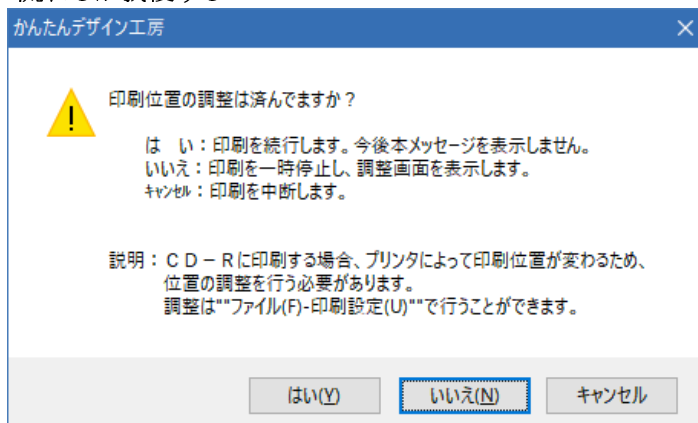 かんたんデザイン工房
印刷位置の調整は済んでますか？
は　い：印刷を続行します。今後本メッセージを表示しません。
いいえ：印刷を一時停止し、調整画面を表示します。
ｷｬﾝｾﾙ：印刷を中断します。
説明：ＣＤ－Ｒに印刷する場合、プリンタによって印刷位置が変わるため、
位置の調整を行う必要があります。
調整は""ファイル(F)-印刷設定(U)""で行うことができます。
はい(Y)
いいえ(N)
キャンセル